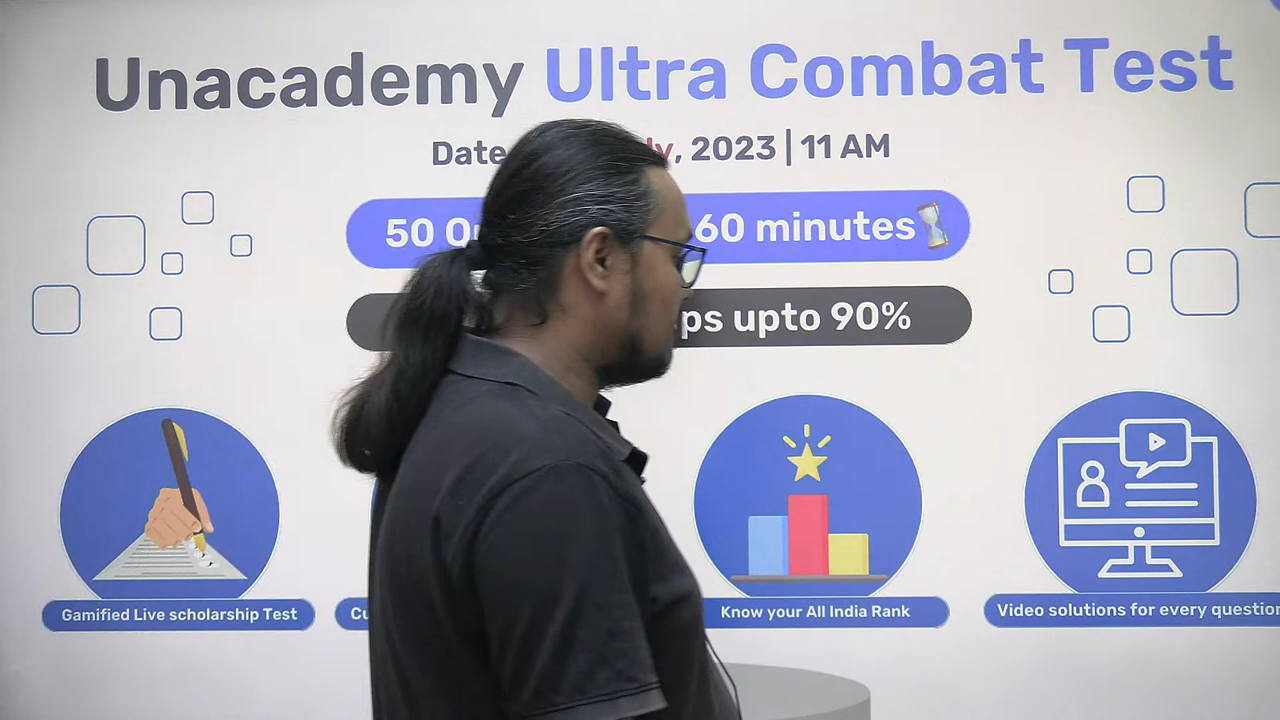 Unacademy Ultra Combat Test
Date , 2023 | 11 AM
50 60 minutes
upto 90%
Gamified Live scholarship Test
Know your All India Rank
Video solutions for every question